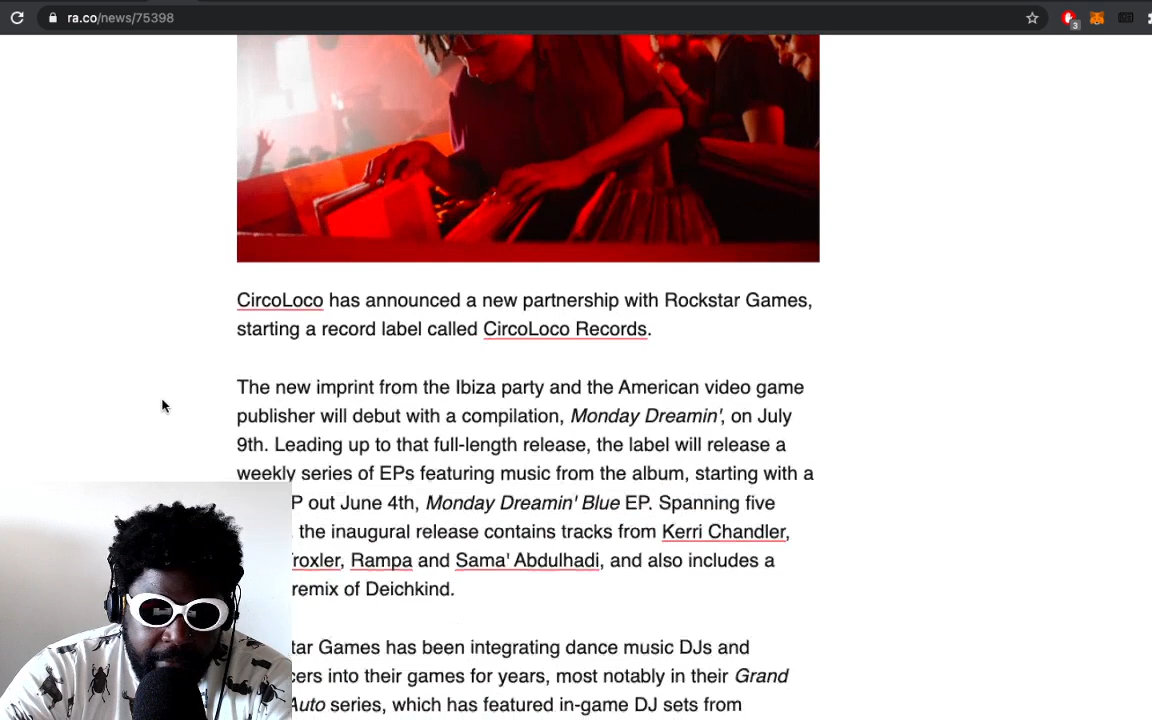 ra.co/news/75398
3
CircoLoco has announced a new partnership with Rockstar Games,
starting a record label called CircoLoco Records.
The new imprint from the Ibiza party and the American video game
publisher will debut with a compilation, Monday Dreamin', on July
9th. Leading up to that full-length release, the label will release a
weekly series of EPs featuring music from the album, starting with a
P out June 4th, Monday Dreamin' Blue EP. Spanning five
the inaugural release contains tracks from Kerri Chandler,
roxler, Rampa and Sama' Abdulhadi, and also includes a
remix of Deichkind.
tar Games has been integrating dance music DJs and
cers into their games for years, most notably in their Grand
Auto series, which has featured in-game DJ sets from